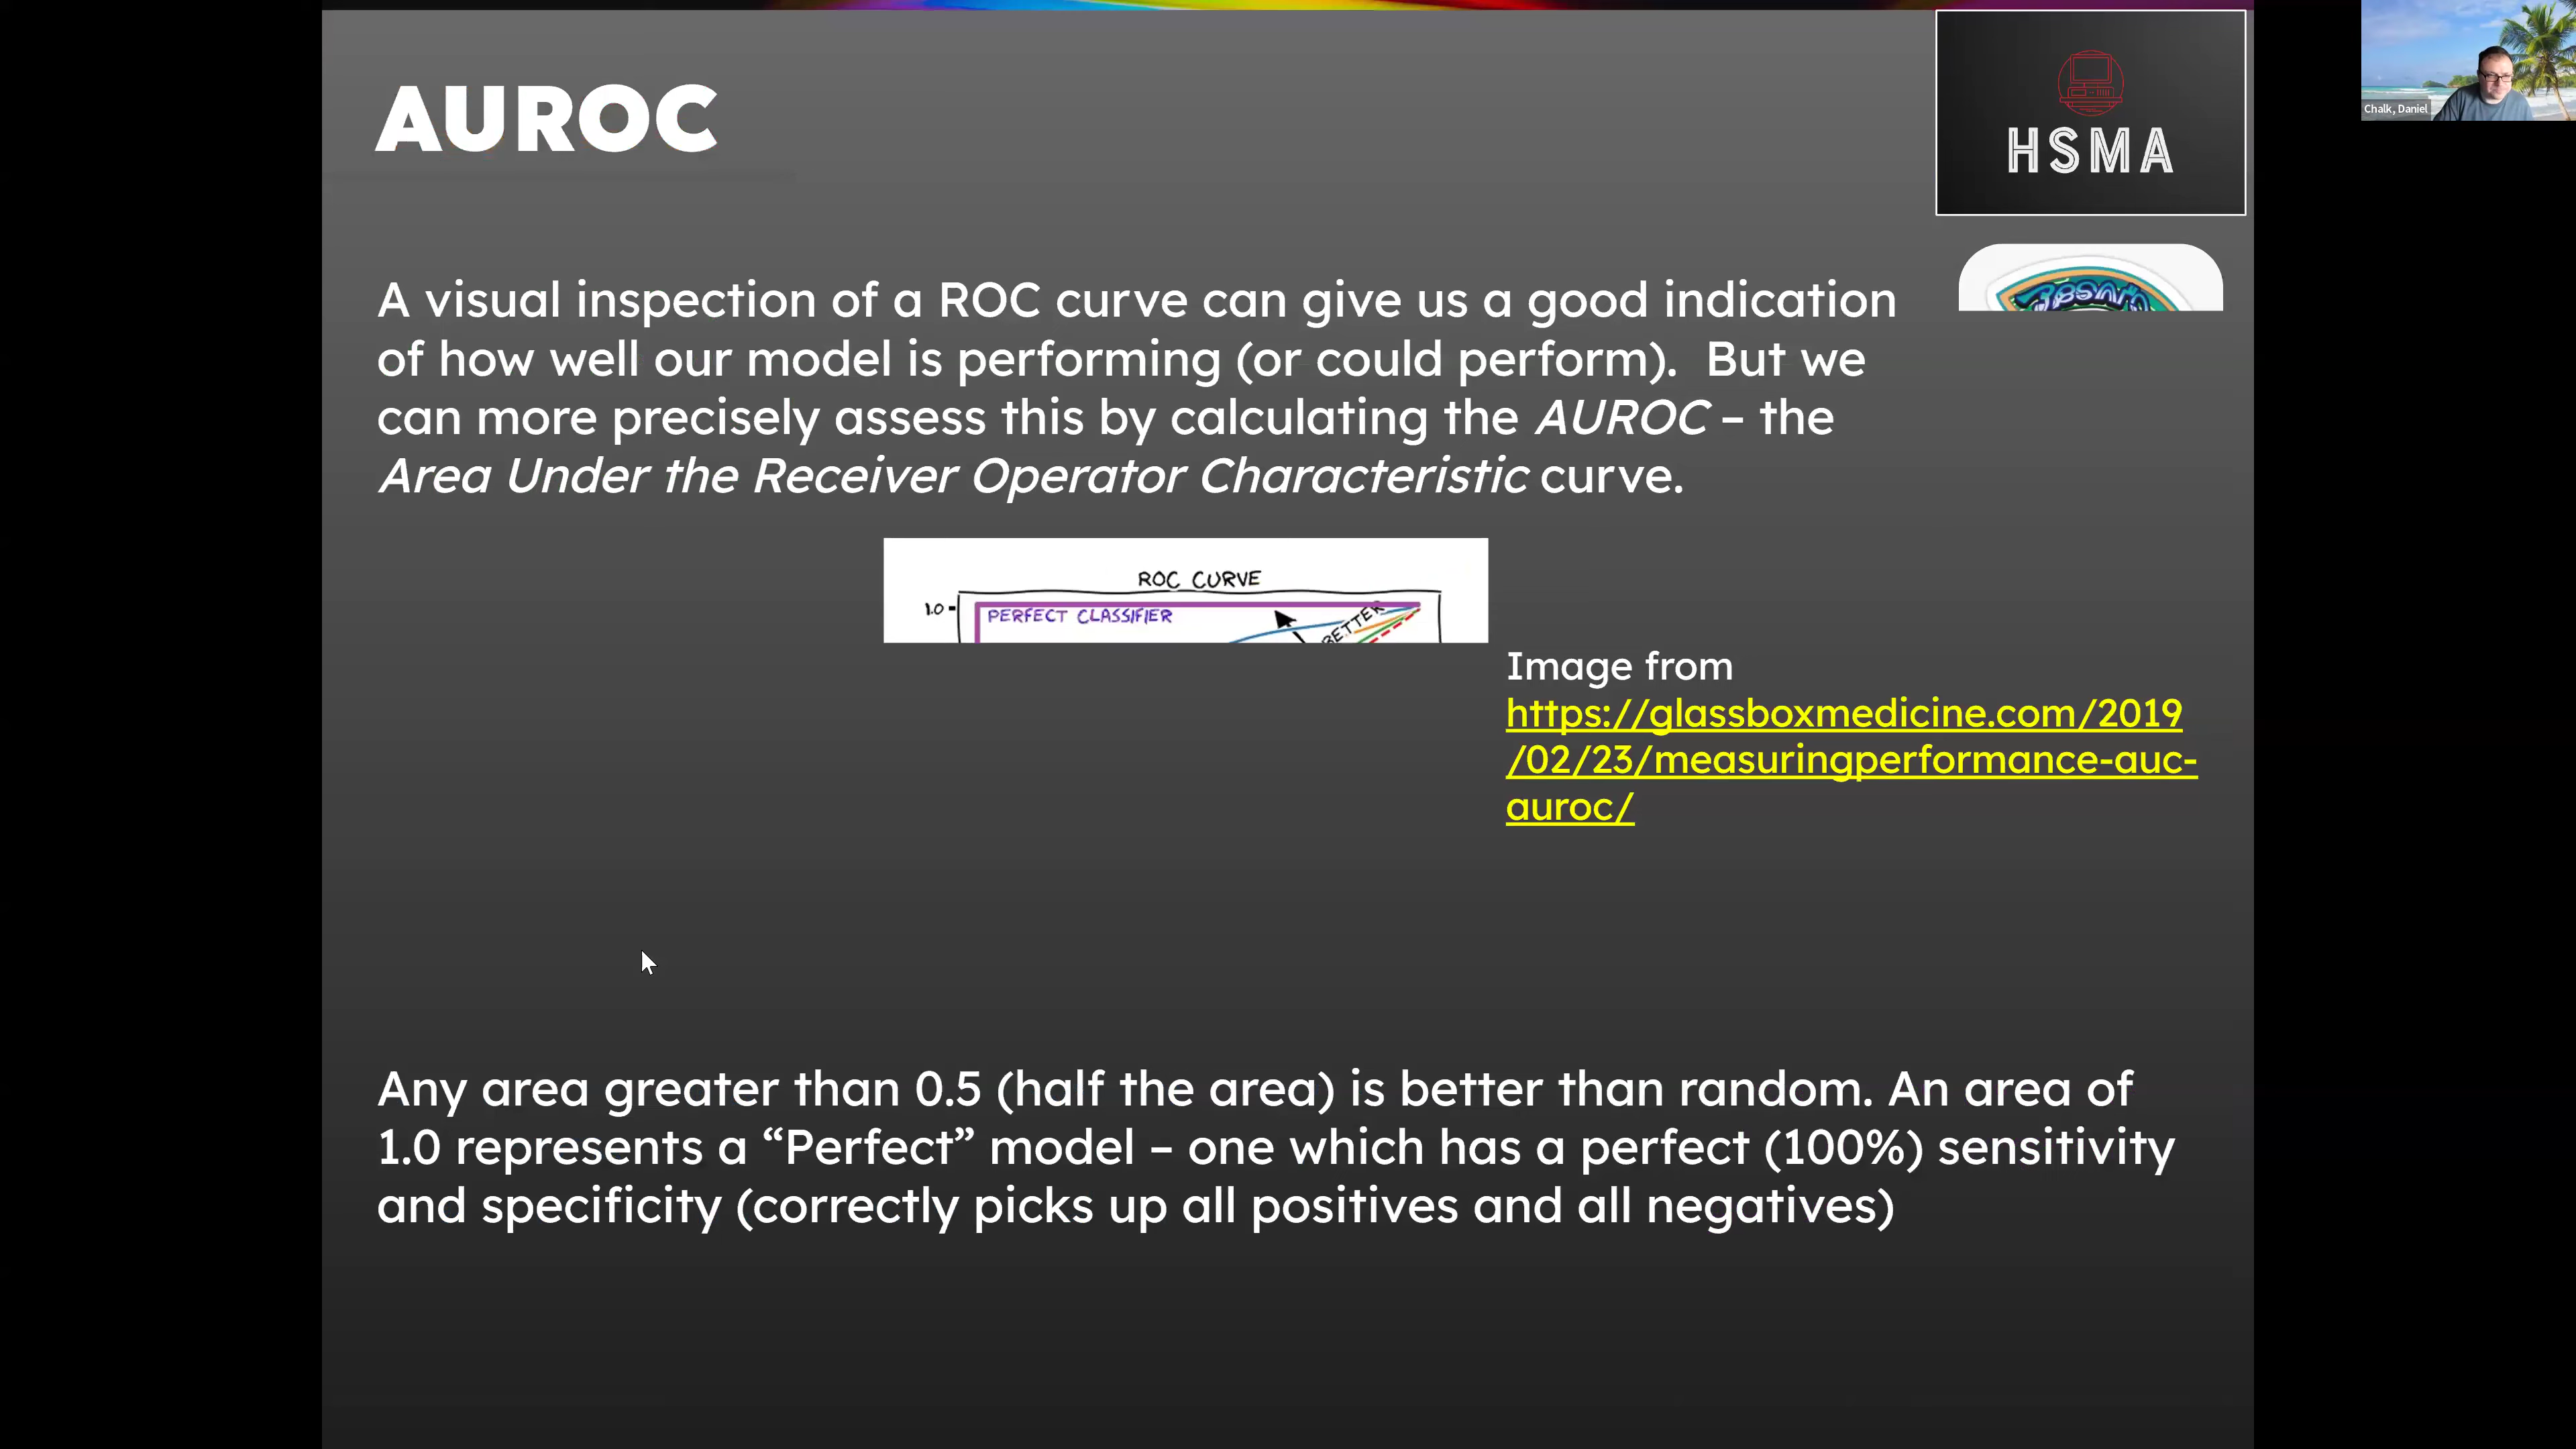 AUROC
HSMA
Chalk, Daniel
A visual inspection of a ROC curve can give us a good indication
of how well our model is performing (or could perform).  But we
can more precisely assess this by calculating the AUROC – the
Area Under the Receiver Operator Characteristic curve.
ROC CURVE
1.0
PERFECT CLASSIFIER
BETTER
Image from
https://glassboxmedicine.com/2019
/02/23/measuringperformance-auc-
auroc/
Any area greater than 0.5 (half the area) is better than random. An area of
1.0 represents a “Perfect” model – one which has a perfect (100%) sensitivity
and specificity (correctly picks up all positives and all negatives)